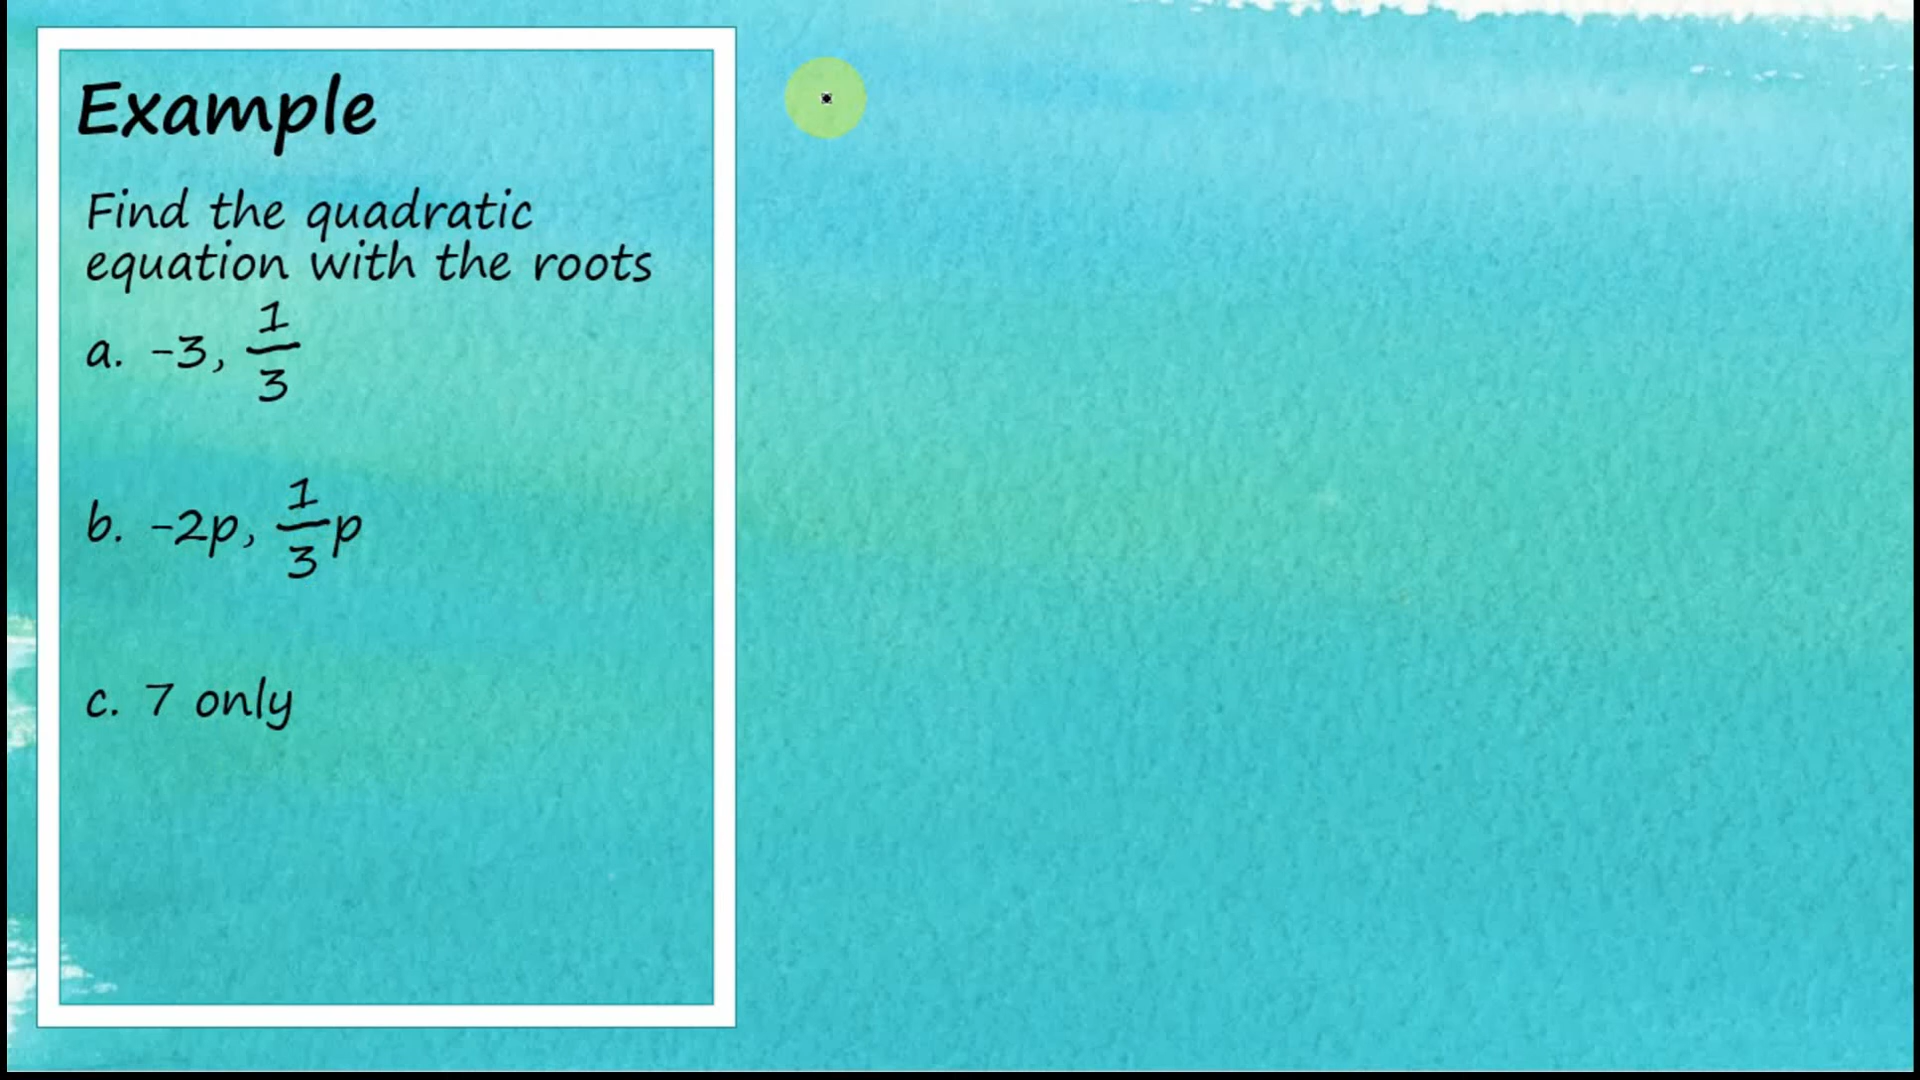 Example
Find the quadratic
equation with the roots
a. -3, 1/3
b. -2p, 1/3 p
c. 7 only